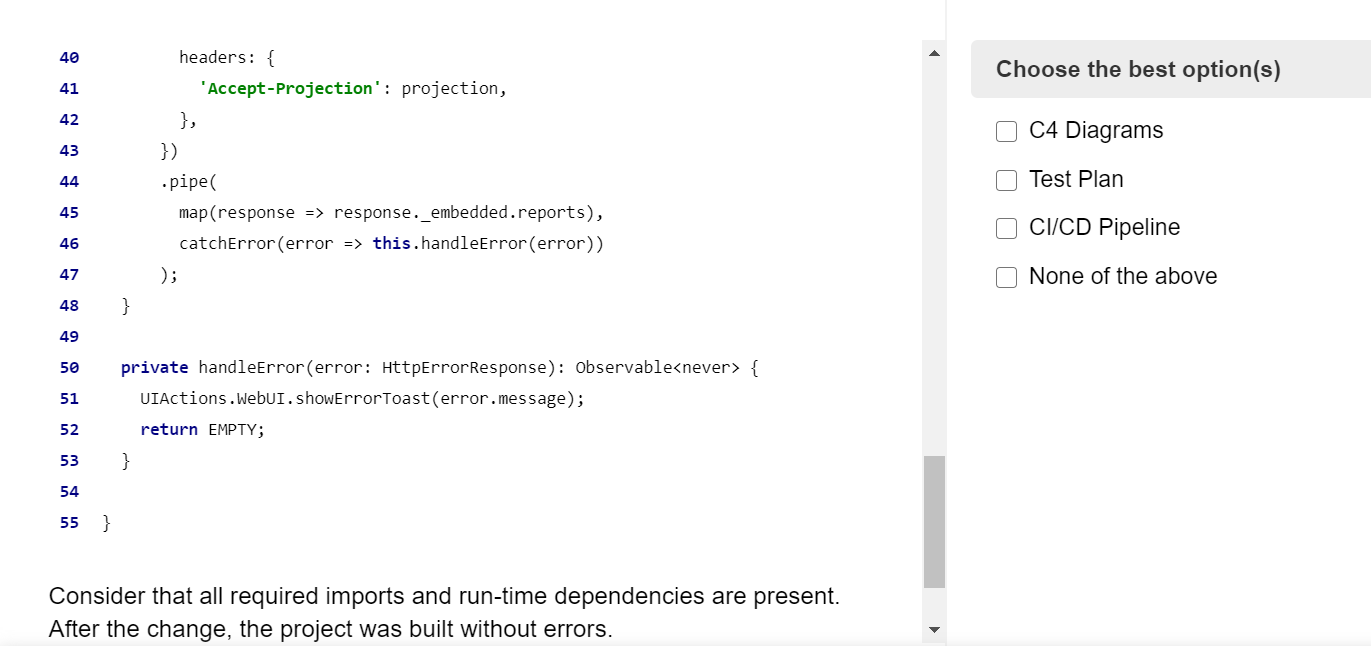 40 headers: {
41 'Accept-Projection': projection,
42 },
43 })
44 .pipe(
45 map(response => response._embedded.reports),
46 catchError(error => this.handleError(error))
47 );
48 }
49
50 private handleError(error: HttpErrorResponse): Observable<never> {
51 UIActions.WebUI.showErrorToast(error.message);
52 return EMPTY;
53 }
54
55 }
Consider that all required imports and run-time dependencies are present.
After the change, the project was built without errors.
Choose the best option(s)
C4 Diagrams
Test Plan
CI/CD Pipeline
None of the above